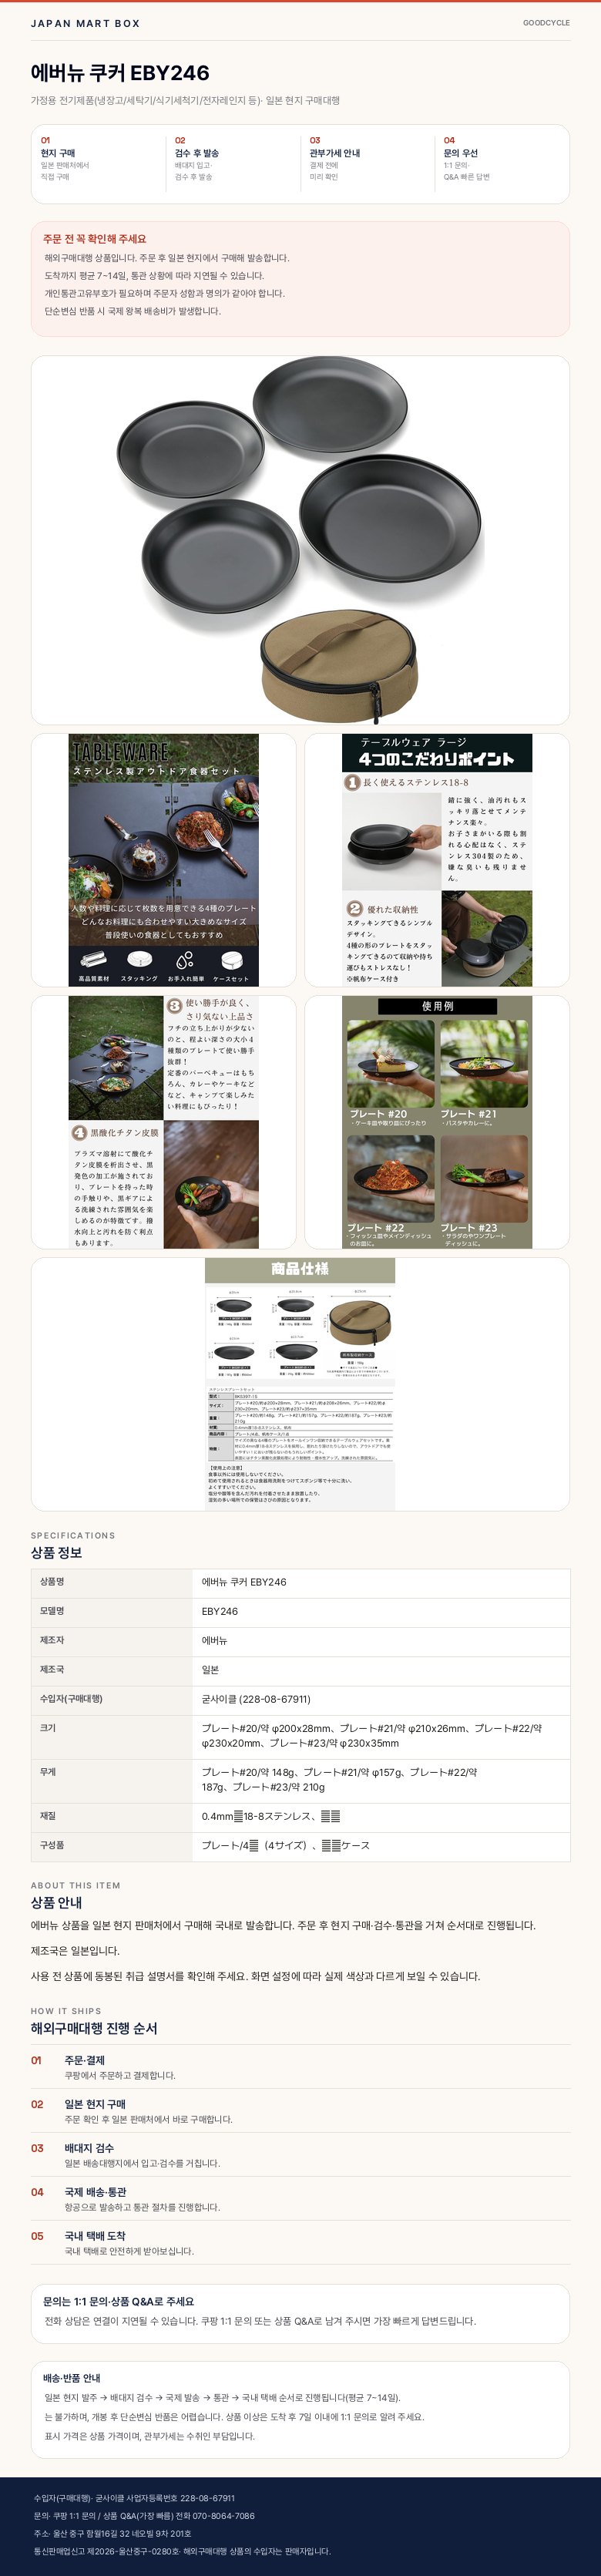 JAPAN MART BOX
GOODCYCLE
에버뉴 쿠커 EBY246
가정용 전기제품(냉장고/세탁기/식기세척기/전자레인지 등)· 일본 현지 구매대행
01
현지 구매
일본 판매처에서
직접 구매
02
검수 후 발송
배대지 입고·
검수 후 발송
03
관부가세 안내
결제 전에
미리 확인
04
문의 우선
1:1 문의·
Q&A 빠른 답변
주문 전 꼭 확인해 주세요
해외구매대행 상품입니다. 주문 후 일본 현지에서 구매해 발송합니다.
도착까지 평균 7~14일, 통관 상황에 따라 지연될 수 있습니다.
개인통관고유부호가 필요하며 주문자 성함과 명의가 같아야 합니다.
단순변심 반품 시 국제 왕복 배송비가 발생합니다.
TABLEWARE
ステンレス製アウトドア食器セット
人数や料理に応じて枚数を用意できる4種のプレート
どんなお料理にも合わせやすい大きめなサイズ
普段使いの食器としてもおすすめ
高品質素材 スタッキング お手入れ簡単 ケースセット
テーブルウェア ラージ
4つのこだわりポイント
1 長く使えるステンレス18-8
錆に強く、油汚れもス
ッキリ落とせてメンテ
ナンス楽々。
お子さまがいる際も割
れる心配はなく、ステ
ンレス304製のため、
嫌な臭いも残りませ
ん。
2 優れた収納性
スタッキングできるシンプル
デザイン。
4種の形のプレートをスタッ
キングできるので収納や持ち
運びもストレスなし！
※帆布ケース付き
3 使い勝手が良く、
さり気ない上品さ
フチの立ち上がりが少ない
のと、程よい深さの大小4
種類のプレートで使い勝手
抜群！
定番のバーベキューはもち
ろん、カレーやケーキなど
など、キャンプで楽しみた
い料理にもぴったり！
4 黒酸化チタン皮膜
プラズマ溶射にて酸化チ
タン皮膜を析出させ、黒
発色の加工が施されてお
り、プレートを持った時
の手触りや、黒ギアによ
る洗練された雰囲気を楽
しめるのが特徴です。撥
水向上と汚れを防ぐ利点
もあります。
使用例
プレート #20
・ケーキ皿や取り皿にぴったり
プレート #21
・パスタやカレーに。
プレート #22
・フィッシュ皿やメインディッシュ
のお皿に。
プレート #23
・サラダのやワンプレート
ディッシュに。
商品仕様
【使用上の注意】
食事以外には使用しないでください。
SPECIFICATIONS
상품 정보
상품명 에버뉴 쿠커 EBY246
모델명 EBY246
제조자 에버뉴
제조국 일본
수입자(구매대행) 굳사이클 (228-08-67911)
크기 プレート#20/약 φ200x28mm、プレート#21/약 φ210x26mm、プレート#22/약
φ230x20mm、プレート#23/약 φ230x35mm
무게 プレート#20/약 148g、プレート#21/약 φ157g、プレート#22/약
187g、プレート#23/약 210g
재질 0.4mm▒18-8ステンレス、▒▒
구성품 プレート/4▒（4サイズ）、▒▒ケース
ABOUT THIS ITEM
상품 안내
에버뉴 상품을 일본 현지 판매처에서 구매해 국내로 발송합니다. 주문 후 현지 구매·검수·통관을 거쳐 순서대로 진행됩니다.
제조국은 일본입니다.
사용 전 상품에 동봉된 취급 설명서를 확인해 주세요. 화면 설정에 따라 실제 색상과 다르게 보일 수 있습니다.
HOW IT SHIPS
해외구매대행 진행 순서
01 주문·결제
쿠팡에서 주문하고 결제합니다.
02 일본 현지 구매
주문 확인 후 일본 판매처에서 바로 구매합니다.
03 배대지 검수
일본 배송대행지에서 입고·검수를 거칩니다.
04 국제 배송·통관
항공으로 발송하고 통관 절차를 진행합니다.
05 국내 택배 도착
국내 택배로 안전하게 받아보십니다.
문의는 1:1 문의·상품 Q&A로 주세요
전화 상담은 연결이 지연될 수 있습니다. 쿠팡 1:1 문의 또는 상품 Q&A로 남겨 주시면 가장 빠르게 답변드립니다.
배송·반품 안내
일본 현지 발주 → 배대지 검수 → 국제 발송 → 통관 → 국내 택배 순서로 진행됩니다(평균 7~14일).
는 불가하며, 개봉 후 단순변심 반품은 어렵습니다. 상품 이상은 도착 후 7일 이내에 1:1 문의로 알려 주세요.
표시 가격은 상품 가격이며, 관부가세는 수취인 부담입니다.
수입자(구매대행)· 굳사이클 사업자등록번호 228-08-67911
문의· 쿠팡 1:1 문의 / 상품 Q&A(가장 빠름) 전화 070-8064-7086
주소· 울산 중구 함월16길 32 네오빌 9차 201호
통신판매업신고 제2026-울산중구-0280호· 해외구매대행 상품의 수입자는 판매자입니다.